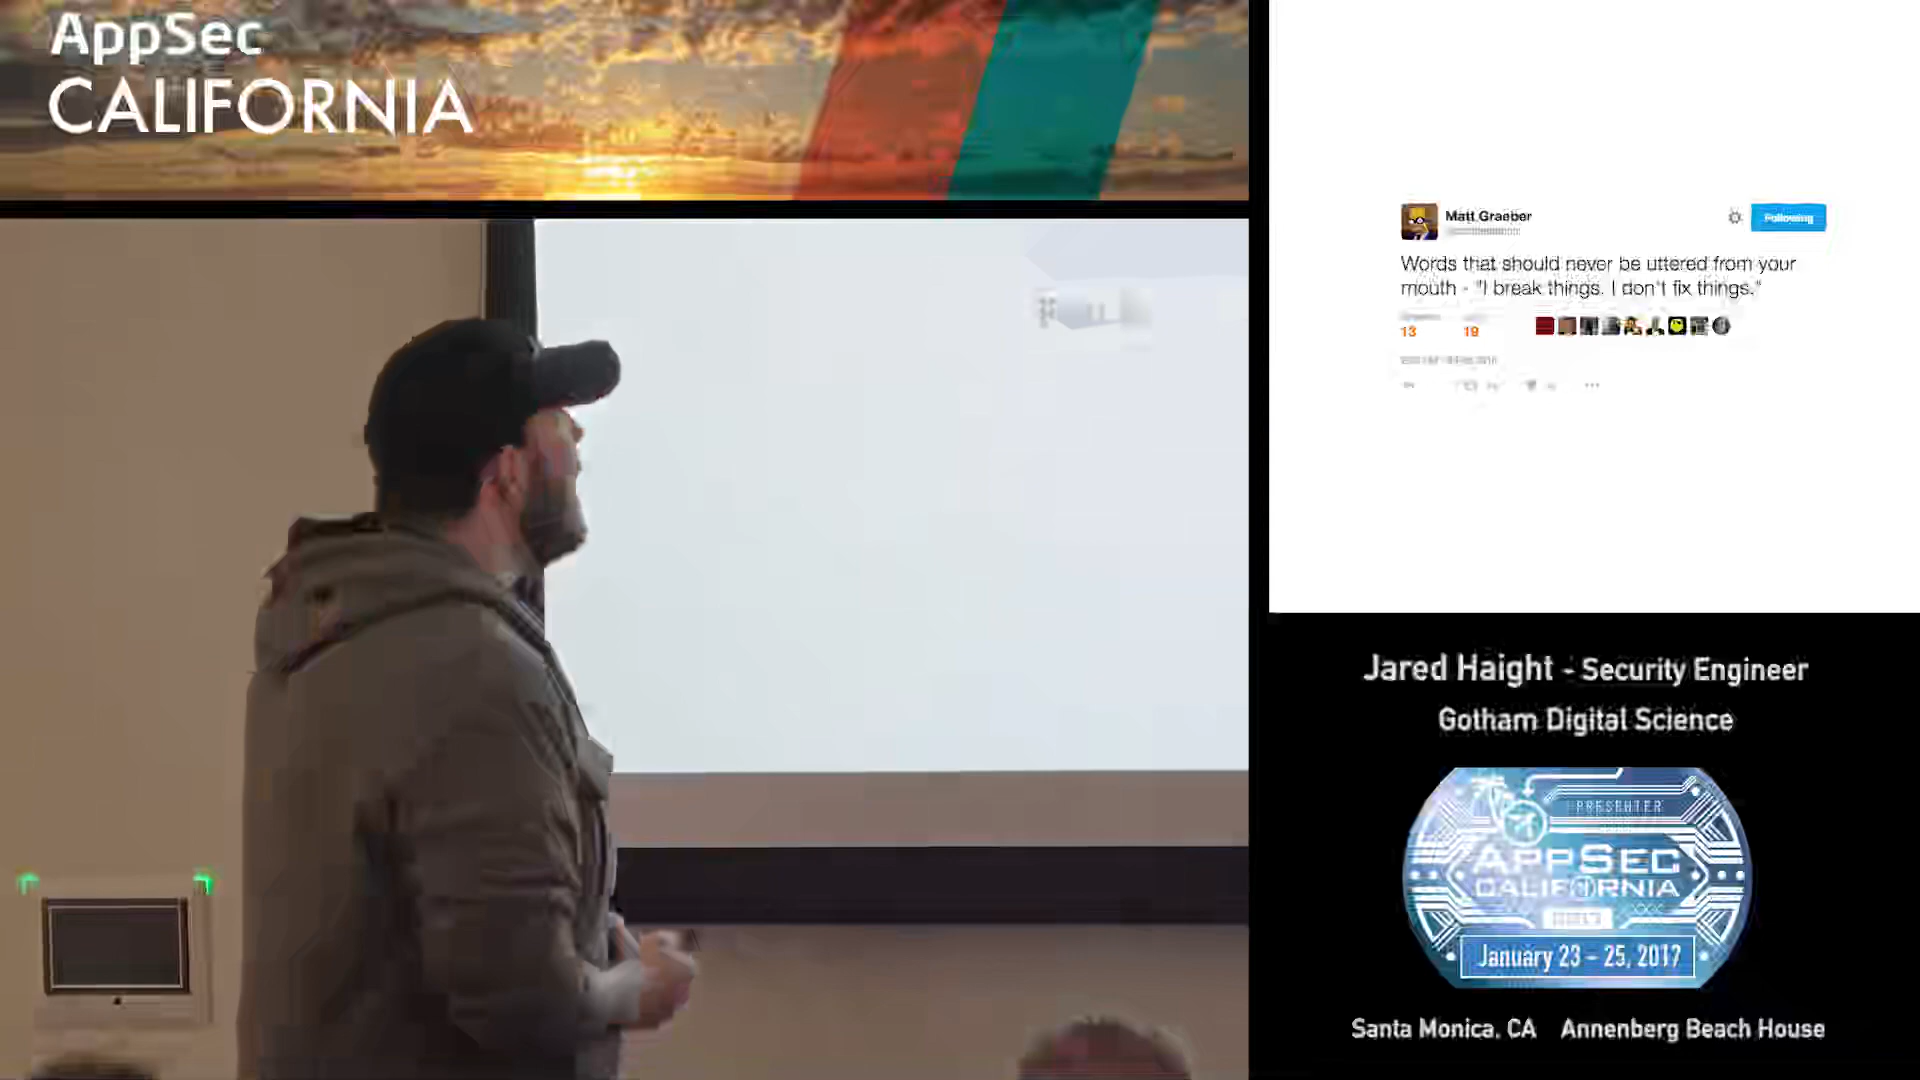 AppSec
CALIFORNIA
Matt Graeber
Following
Words that should never be uttered from your
mouth - "I break things. I don't fix things."
13 19
Jared Haight - Security Engineer
Gotham Digital Science
PRESENTER
APPSEC
CALIFORNIA
January 23 - 25, 2017
Santa Monica, CA Annenberg Beach House